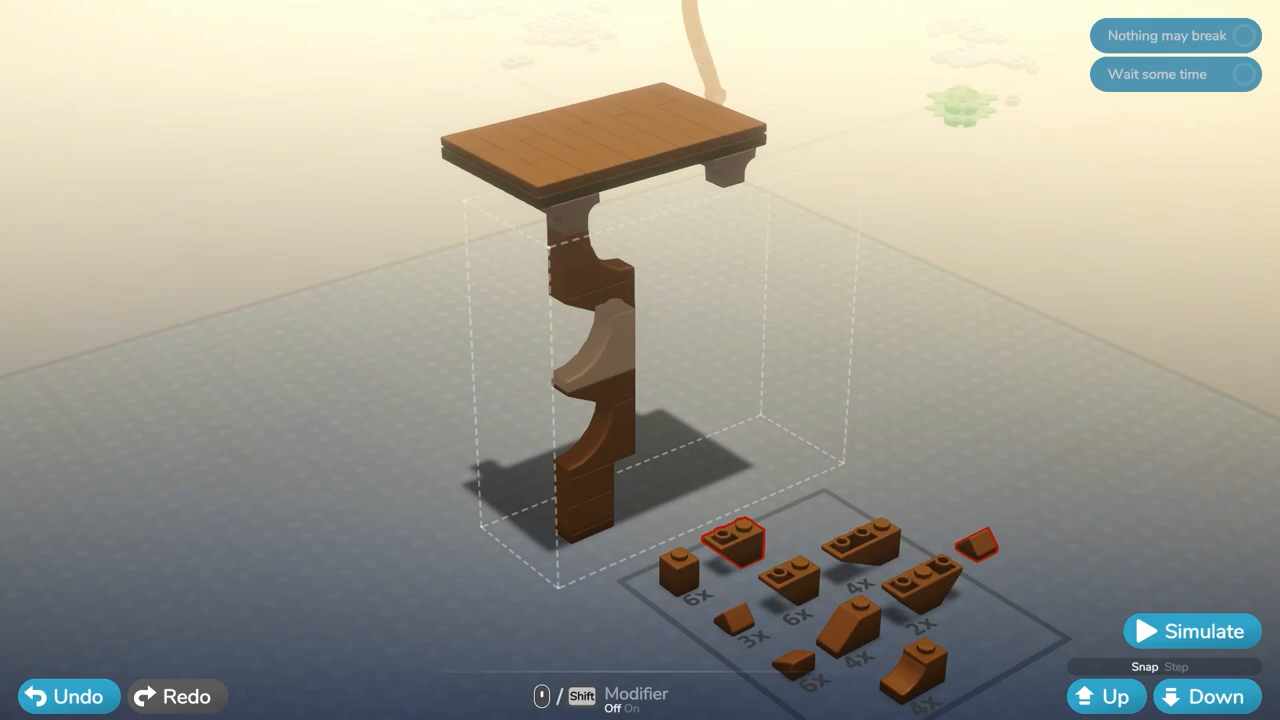 Nothing may break
Wait some time
6x
4x
6x
3x
2x
4x
6x
4x
Simulate
Snap Step
Undo
Redo
/ Shift Modifier
Off On
Up
Down